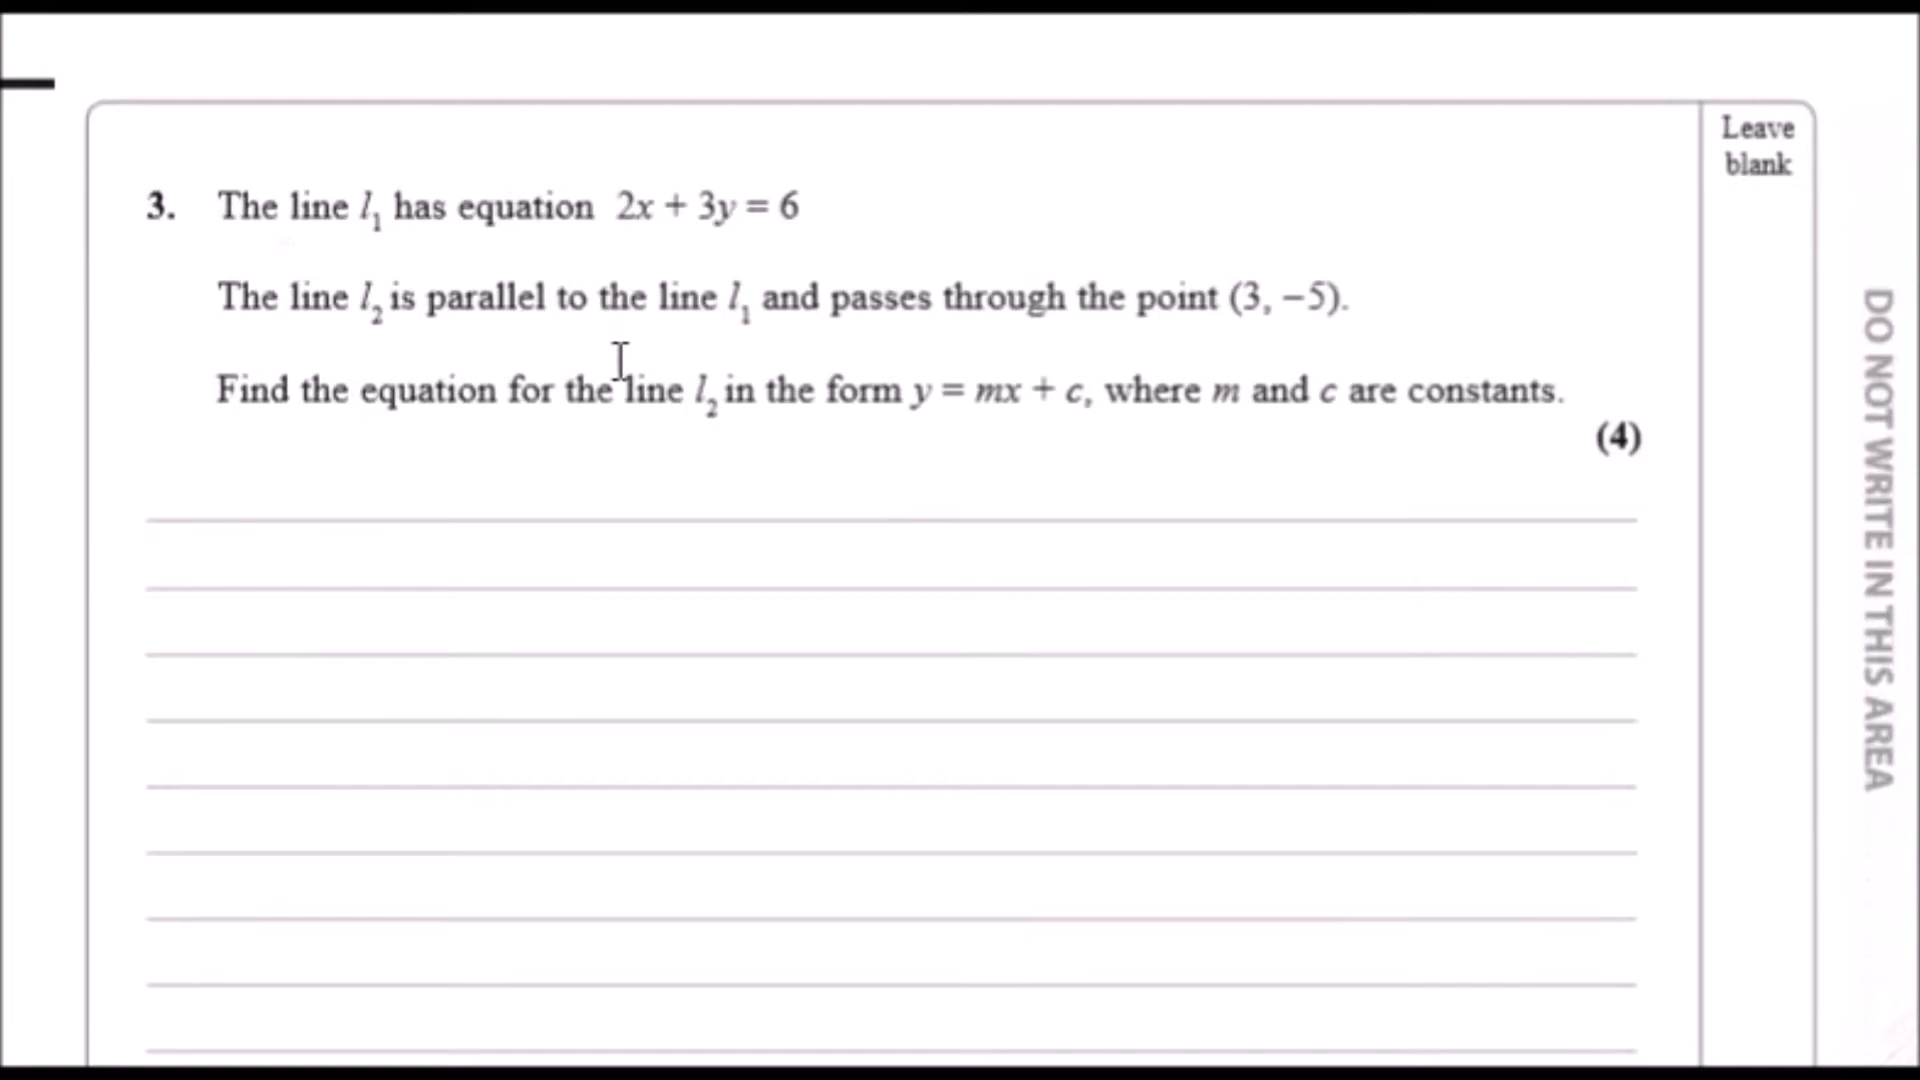 Leave
blank
3. The line l₁ has equation 2x + 3y = 6
The line l₂ is parallel to the line l₁ and passes through the point (3, −5).
Find the equation for the line l₂ in the form y = mx + c, where m and c are constants.
(4)
DO NOT WRITE IN THIS AREA